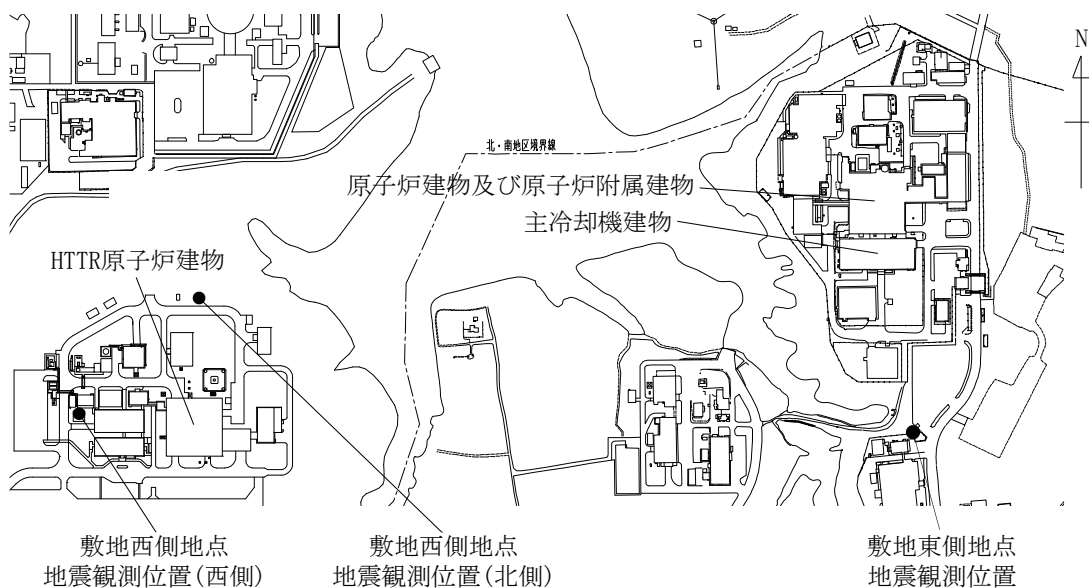 N
北・南地区境界線
原子炉建物及び原子炉附属建物
主冷却機建物
HTTR原子炉建物
敷地西側地点
地震観測位置(西側)
敷地西側地点
地震観測位置(北側)
敷地東側地点
地震観測位置